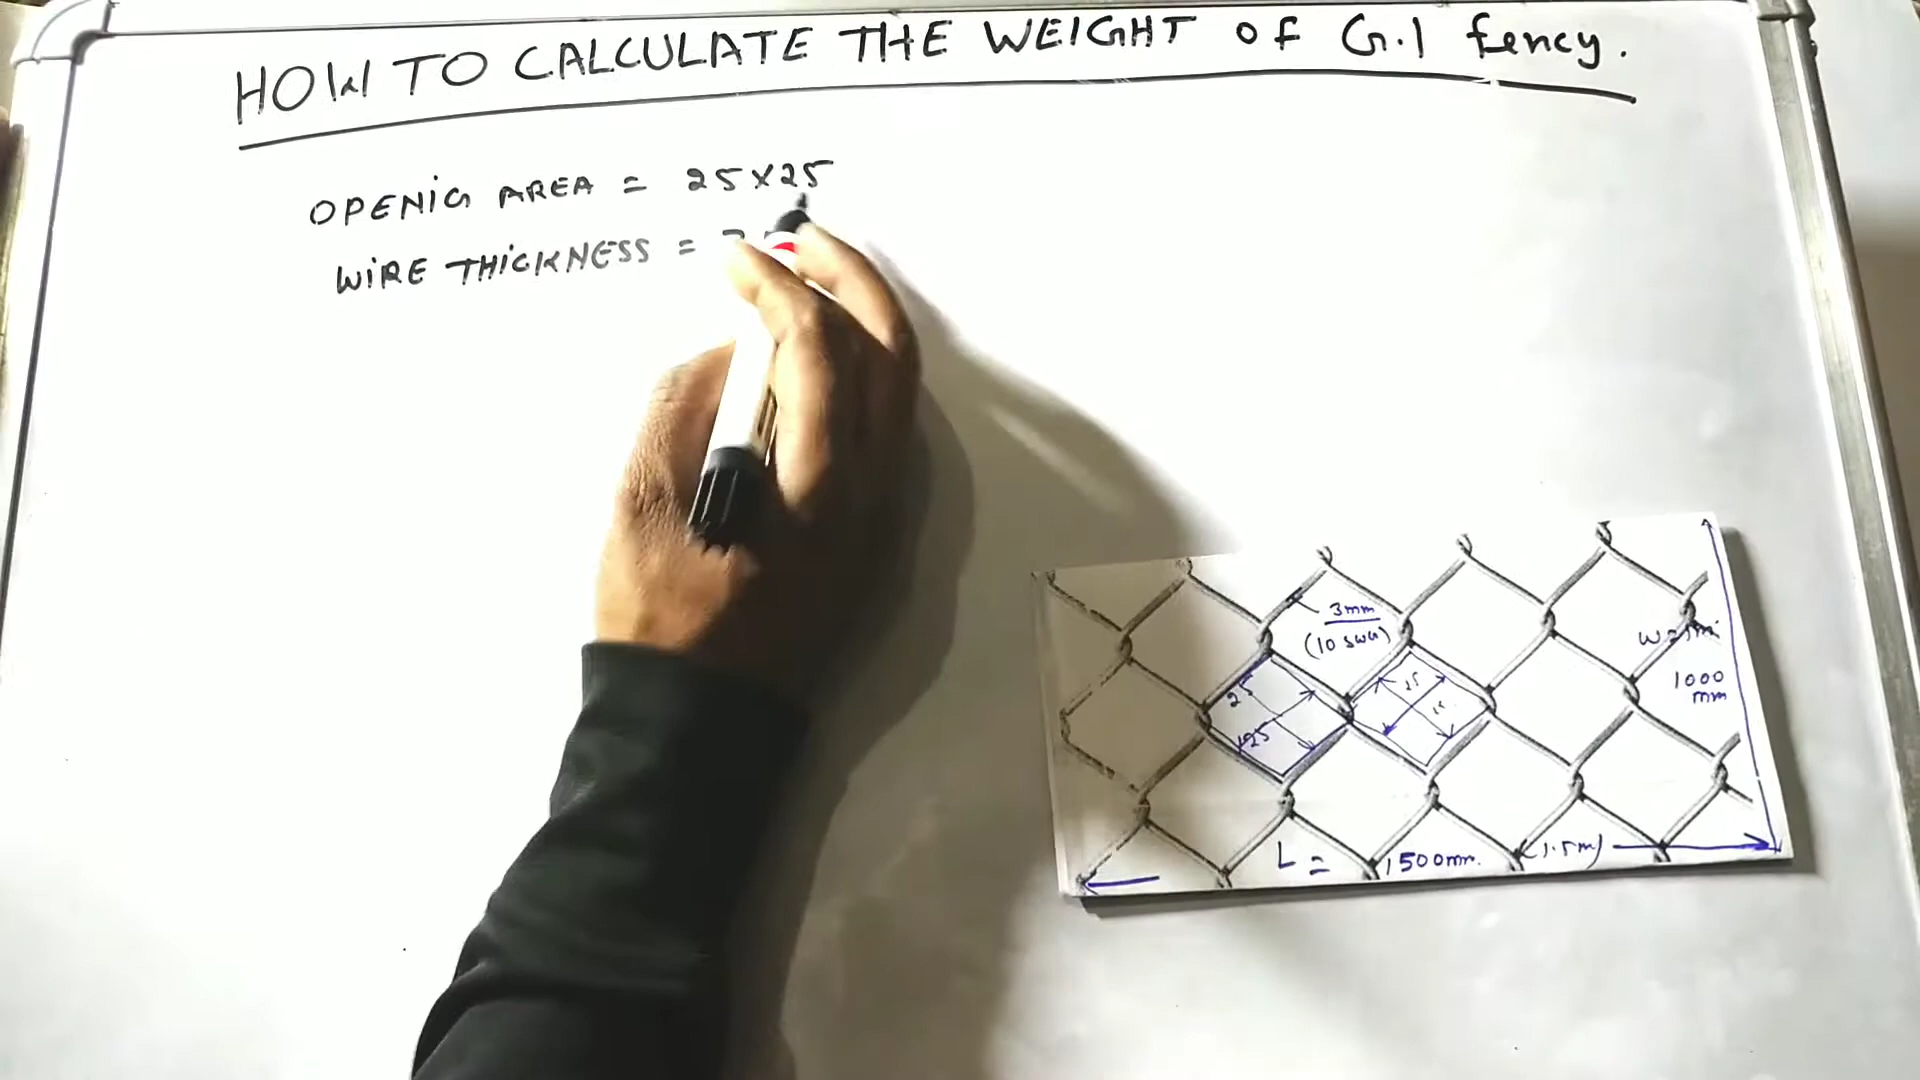 HOW TO CALCULATE THE WEIGHT OF G.I fency.
OPENIG AREA = 25X25
WIRE THICKNESS =
3mm
(10 SWG)
25
25
25
1000
mm
L = 1500mm. (1.5m)